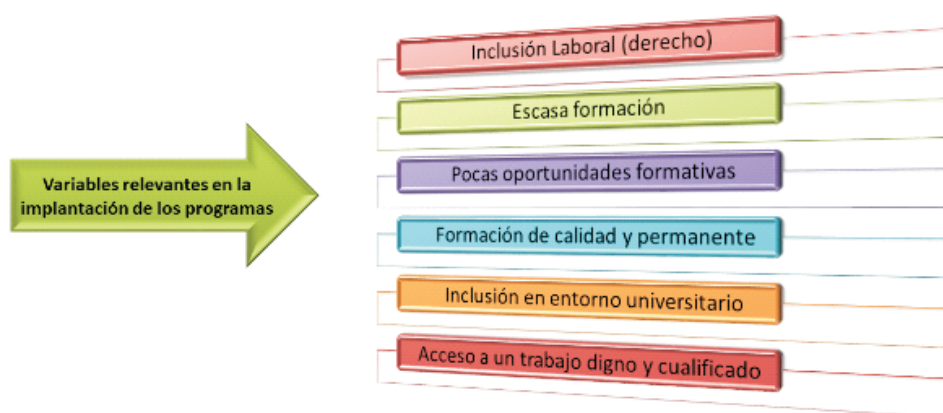 Variables relevantes en la
implantación de los programas
Inclusión Laboral (derecho)
Escasa formación
Pocas oportunidades formativas
Formación de calidad y permanente
Inclusión en entorno universitario
Acceso a un trabajo digno y cualificado